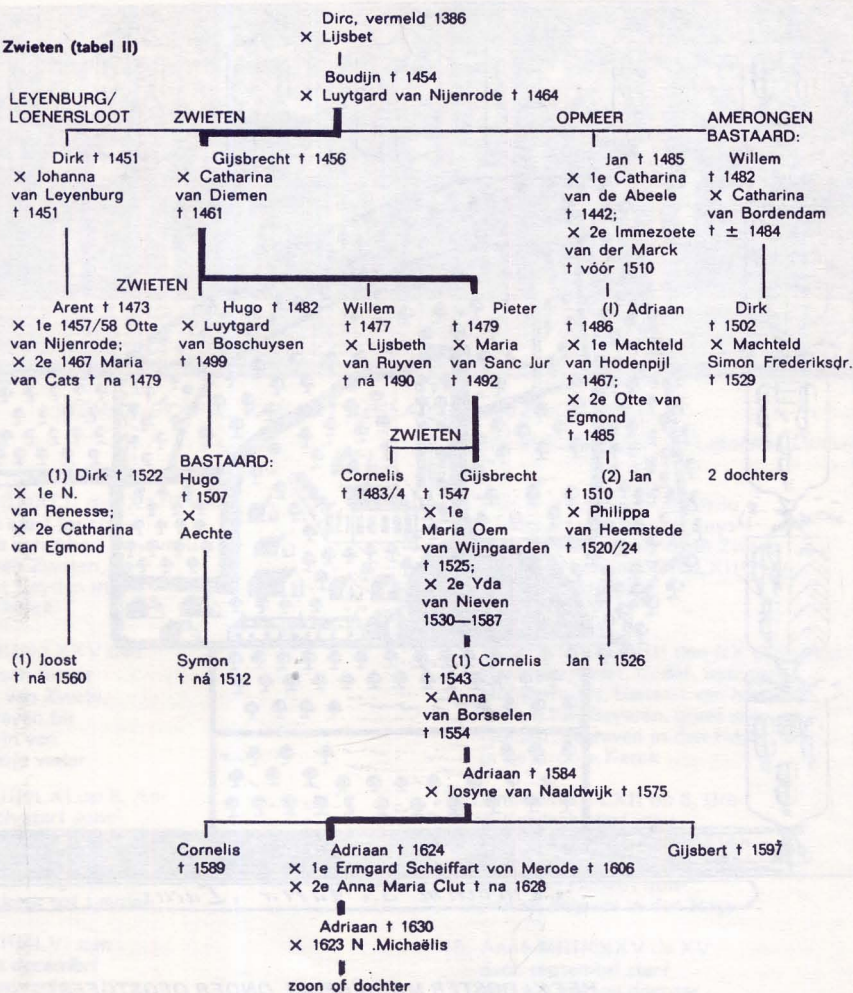 Zwieten (tabel II)
Dirc, vermeld 1386
× Lijsbet
Boudijn † 1454
× Luytgard van Nijenrode † 1464
LEYENBURG/
LOENERSLOOT
ZWIETEN
OPMEER
AMERONGEN
BASTAARD:
Dirk † 1451
× Johanna
van Leyenburg
† 1451
Gijsbrecht † 1456
× Catharina
van Diemen
† 1461
Jan † 1485
× 1e Catharina
van de Abeele
† 1442;
× 2e Immezoete
van der Marck
† vóór 1510
Willem
† 1482
× Catharina
van Bordendam
† ± 1484
ZWIETEN
Arent † 1473
× 1e 1457/58 Otte
van Nijenrode;
× 2e 1467 Maria
van Cats † na 1479
Hugo † 1482
× Luytgard
van Boschuysen
† 1499
Willem
† 1477
× Lijsbeth
van Ruyven
† ná 1490
Pieter
† 1479
× Maria
van Sanc Jur
† 1492
(I) Adriaan
† 1486
× 1e Machteld
van Hodenpijl
† 1467;
× 2e Otte van
Egmond
† 1485
Dirk
† 1502
× Machteld
Simon Frederiksdr.
† 1529
ZWIETEN
(1) Dirk † 1522
× 1e N.
van Renesse;
× 2e Catharina
van Egmond
BASTAARD:
Hugo
† 1507
×
Aechte
Cornelis
† 1483/4
Gijsbrecht
† 1547
× 1e
Maria Oem
van Wijngaarden
† 1525;
× 2e Yda
van Nieven
1530—1587
(2) Jan
† 1510
× Philippa
van Heemstede
† 1520/24
2 dochters
(1) Joost
† ná 1560
Symon
† ná 1512
(1) Cornelis
† 1543
× Anna
van Borsselen
† 1554
Jan † 1526
Adriaan † 1584
× Josyne van Naaldwijk † 1575
Cornelis
† 1589
Adriaan † 1624
× 1e Ermgard Scheiffart von Merode † 1606
× 2e Anna Maria Clut † na 1628
Gijsbert † 1597
Adriaan † 1630
× 1623 N .Michaëlis
zoon of dochter